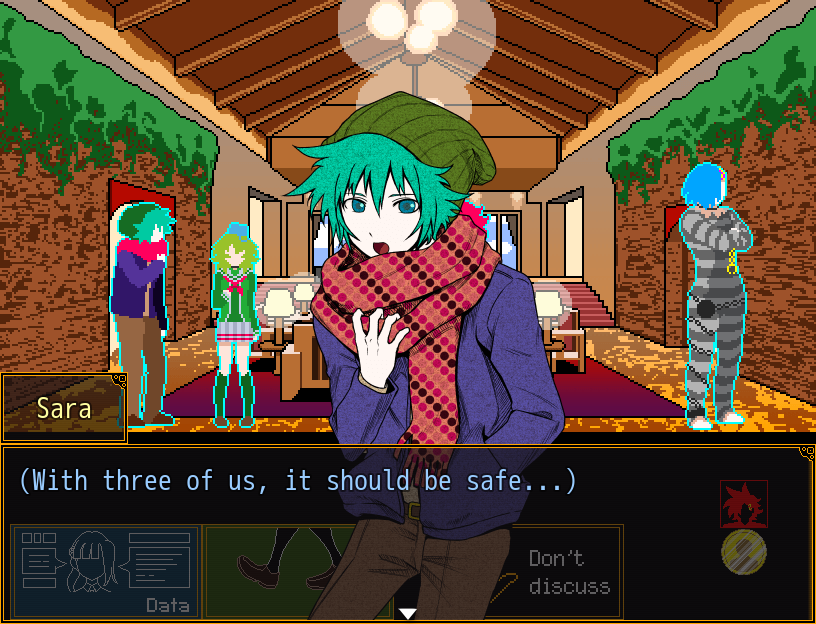 Sara
(With three of us, it should be safe...)
Data
Don't
discuss